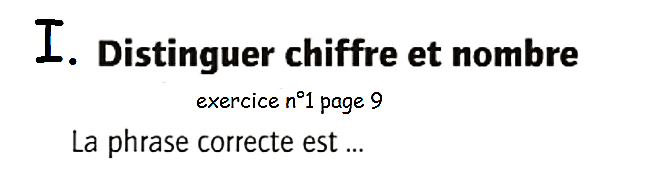 I. Distinguer chiffre et nombre
exercice n°1 page 9
La phrase correcte est ...